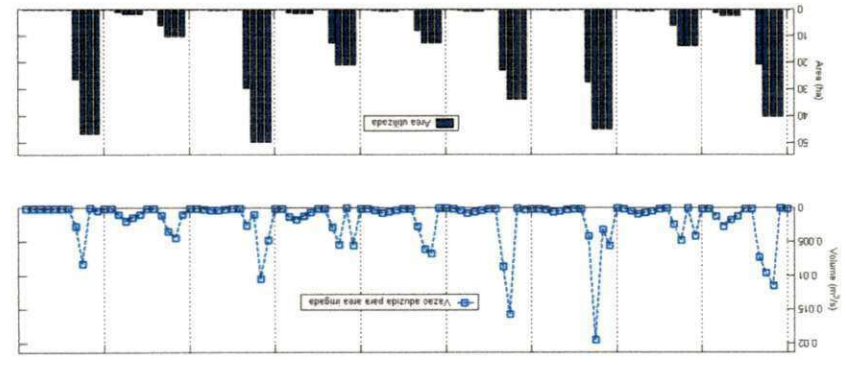 Volume (m³/s)
0.02
0.015
0.01
0.005
0
Vazao aduzida para area irrigada
Area (ha)
50
40
30
20
10
0
Area utilizada